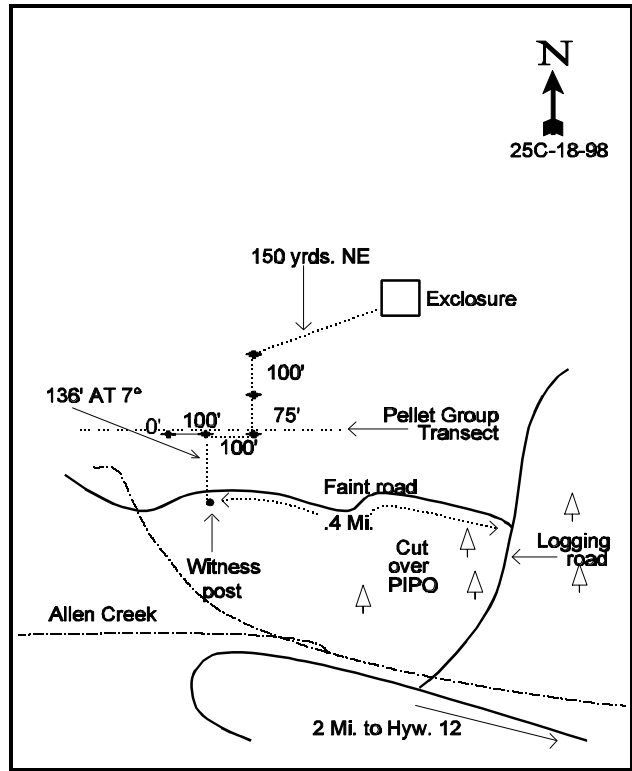 N
25C-18-98
150 yrds. NE
Exclosure
100'
136' AT 7°
75'
0'
100'
100'
Pellet Group
Transect
Faint road
.4 Mi.
Witness
post
Cut
over
PIPO
Logging
road
Allen Creek
2 Mi. to Hyw. 12